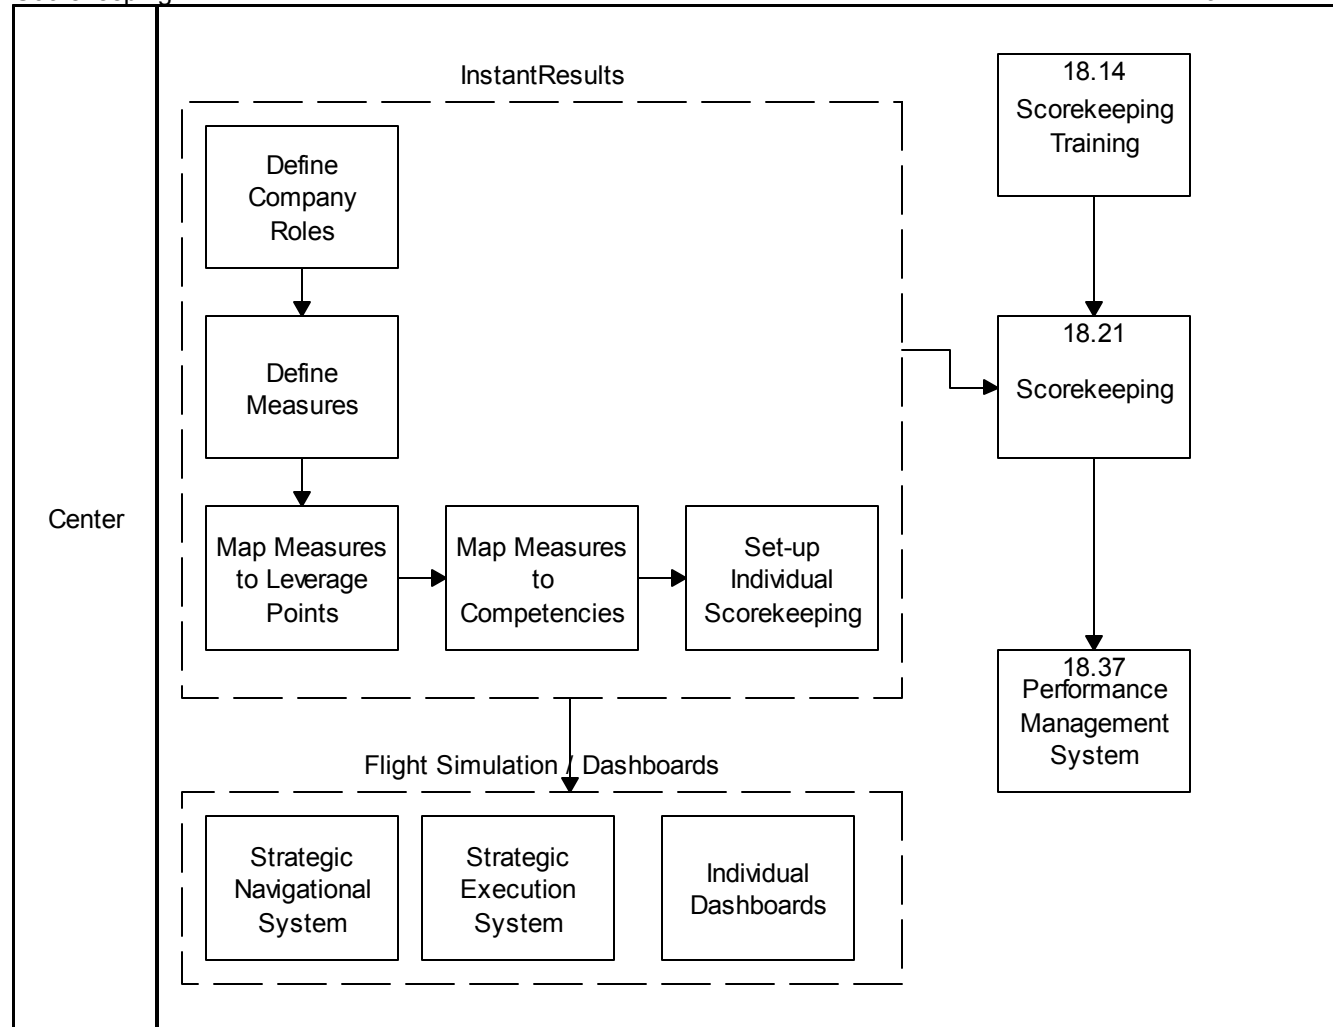 InstantResults
18.14
Scorekeeping
Training
Define
Company
Roles
18.21
Scorekeeping
Define
Measures
Center
Map Measures
to Leverage
Points
Map Measures
to
Competencies
Set-up
Individual
Scorekeeping
18.37
Performance
Management
System
Flight Simulation / Dashboards
Strategic
Navigational
System
Strategic
Execution
System
Individual
Dashboards